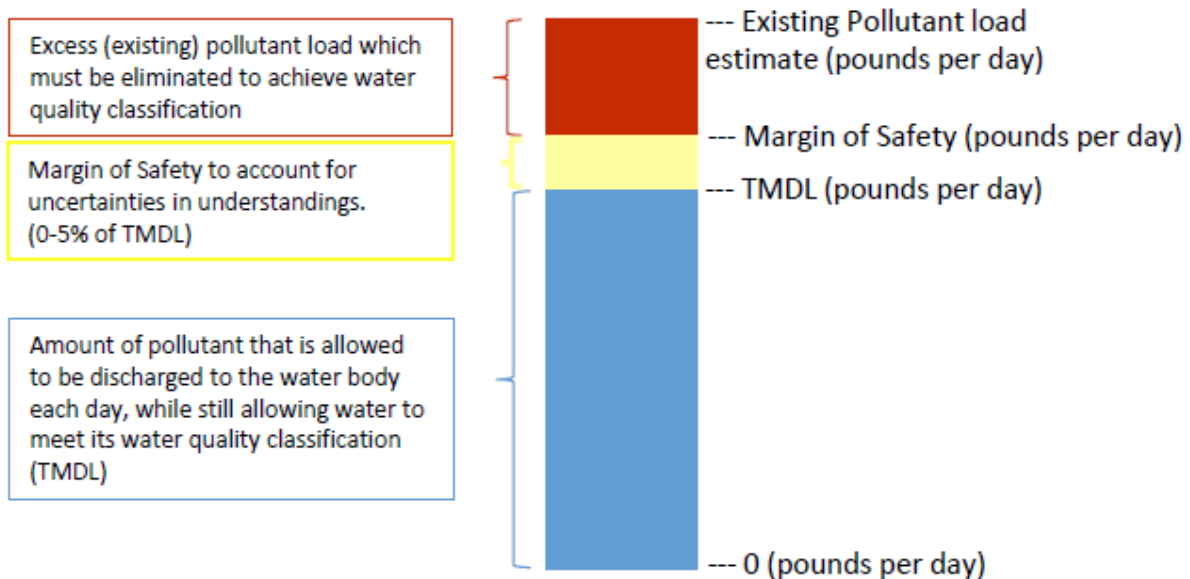 Excess (existing) pollutant load which
must be eliminated to achieve water
quality classification
Margin of Safety to account for
uncertainties in understandings.
(0-5% of TMDL)
Amount of pollutant that is allowed
to be discharged to the water body
each day, while still allowing water to
meet its water quality classification
(TMDL)
--- Existing Pollutant load
estimate (pounds per day)
--- Margin of Safety (pounds per day)
--- TMDL (pounds per day)
--- 0 (pounds per day)